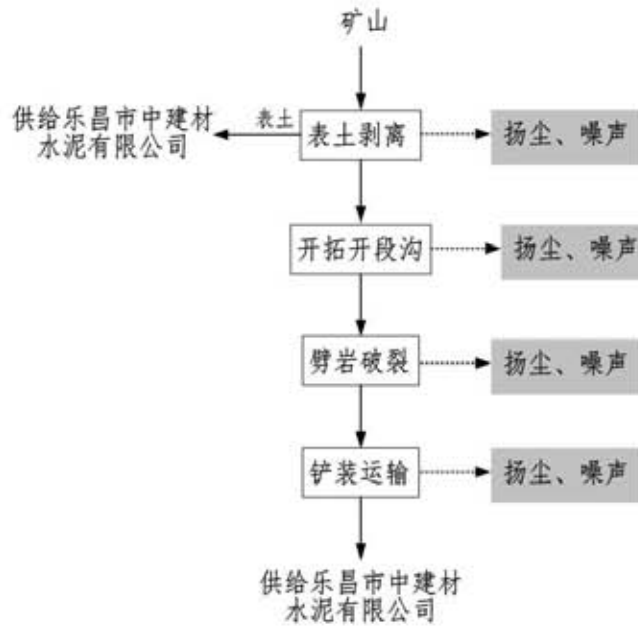 矿山
供给乐昌市中建材
水泥有限公司
表土
表土剥离
扬尘、噪声
开拓开段沟
扬尘、噪声
劈岩破裂
扬尘、噪声
铲装运输
扬尘、噪声
供给乐昌市中建材
水泥有限公司